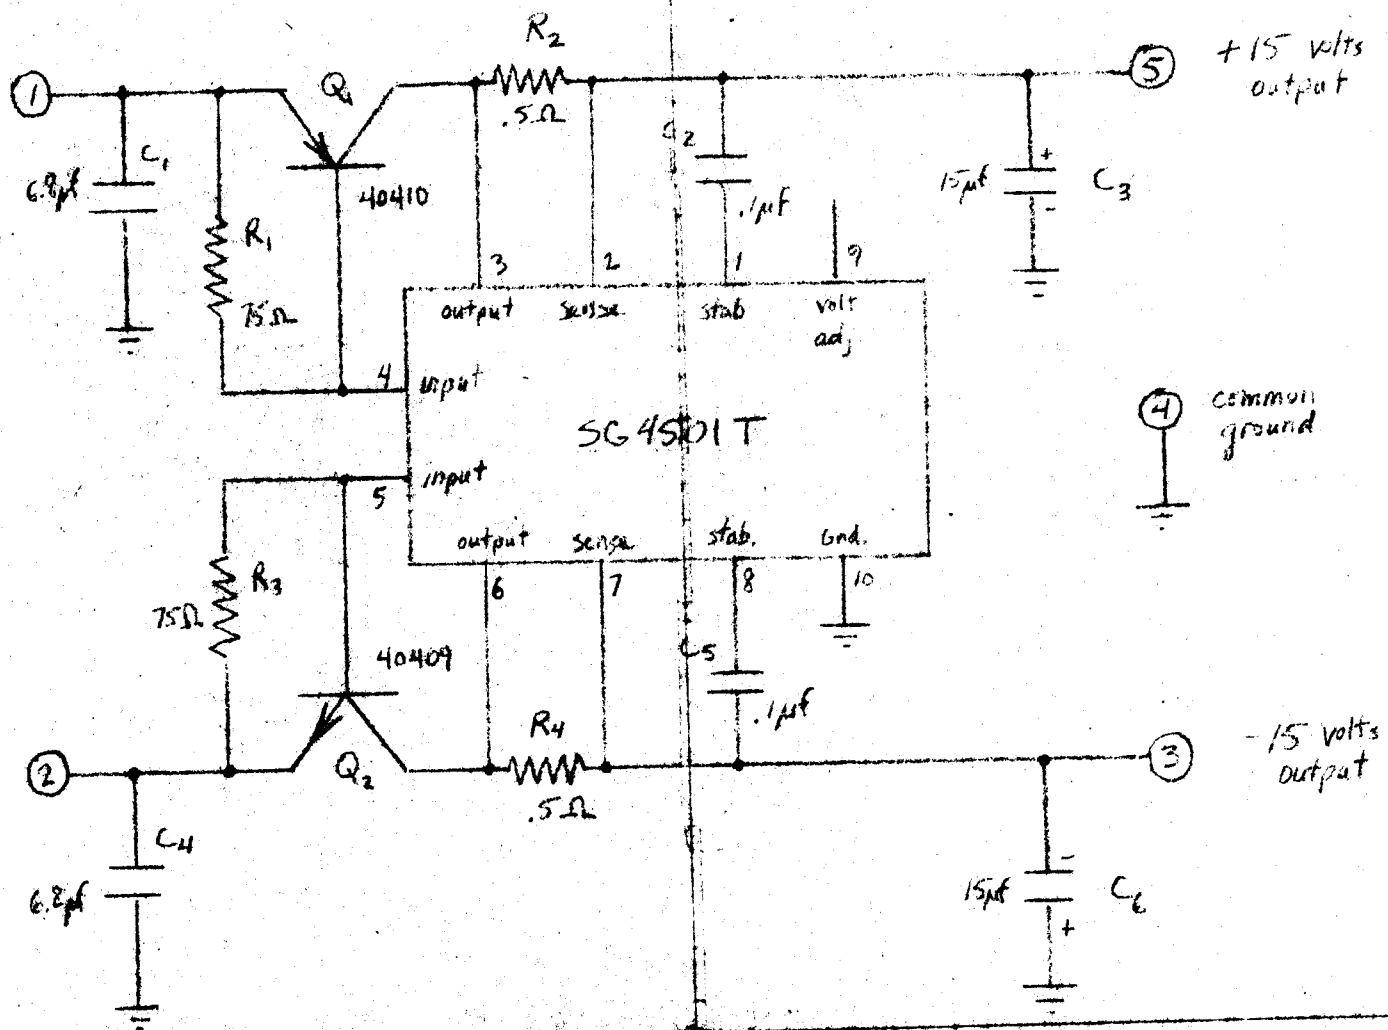 R2
+15 volts
output
1
Q1
5
.5Ω
C1
C2
6.8µf
40410
.1µf
15µf
+
-
C3
R1
75Ω
3
2
1
9
output
sense
stab
volt
adj
4
input
SG4501T
4
common
ground
5
input
output
sense
stab.
Gnd.
6
7
8
10
R3
75Ω
40409
C5
.1µf
2
Q2
R4
.5Ω
3
-15 volts
output
C4
6.8µf
15µf
-
+
C6